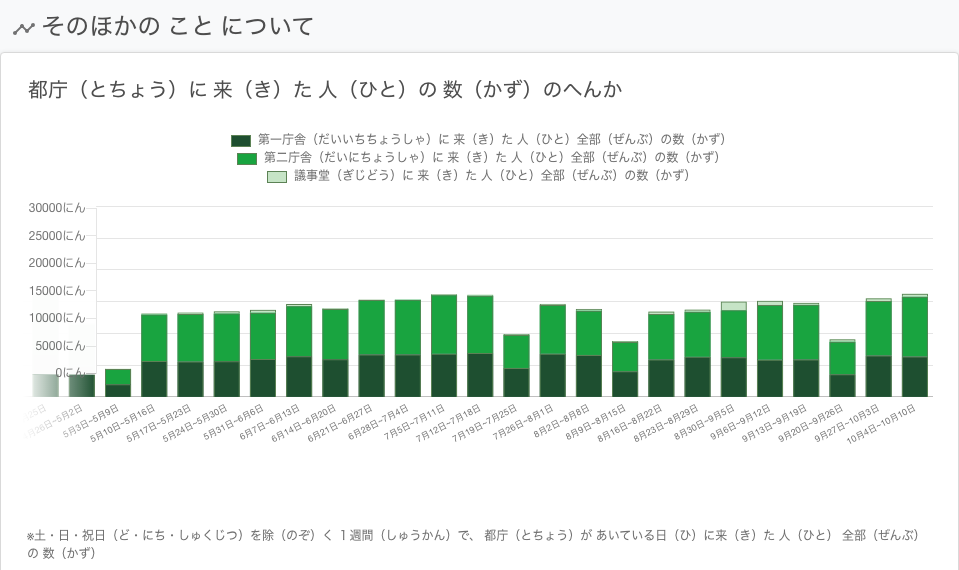 そのほかの こと について
都庁（とちょう）に 来（き）た 人（ひと）の 数（かず）のへんか
第一庁舎（だいいちちょうしゃ）に 来（き）た 人（ひと）全部（ぜんぶ）の数（かず）
第二庁舎（だいにちょうしゃ）に 来（き）た 人（ひと）全部（ぜんぶ）の数（かず）
議事堂（ぎじどう）に 来（き）た 人（ひと）全部（ぜんぶ）の数（かず）
30000にん
25000にん
20000にん
15000にん
10000にん
5000にん
0にん
5月3日~5月9日
5月10日~5月16日
5月17日~5月23日
5月24日~5月30日
5月31日~6月6日
6月7日~6月13日
6月14日~6月20日
6月21日~6月27日
6月28日~7月4日
7月5日~7月11日
7月12日~7月18日
7月19日~7月25日
7月26日~8月1日
8月2日~8月8日
8月9日~8月15日
8月16日~8月22日
8月23日~8月29日
8月30日~9月5日
9月6日~9月12日
9月13日~9月19日
9月20日~9月26日
9月27日~10月3日
10月4日~10月10日
※土・日・祝日（ど・にち・しゅくじつ）を除（のぞ）く １週間（しゅうかん）で、 都庁（とちょう）が あいている日（ひ）に来（き）た 人（ひと） 全部（ぜんぶ）
の 数（かず）